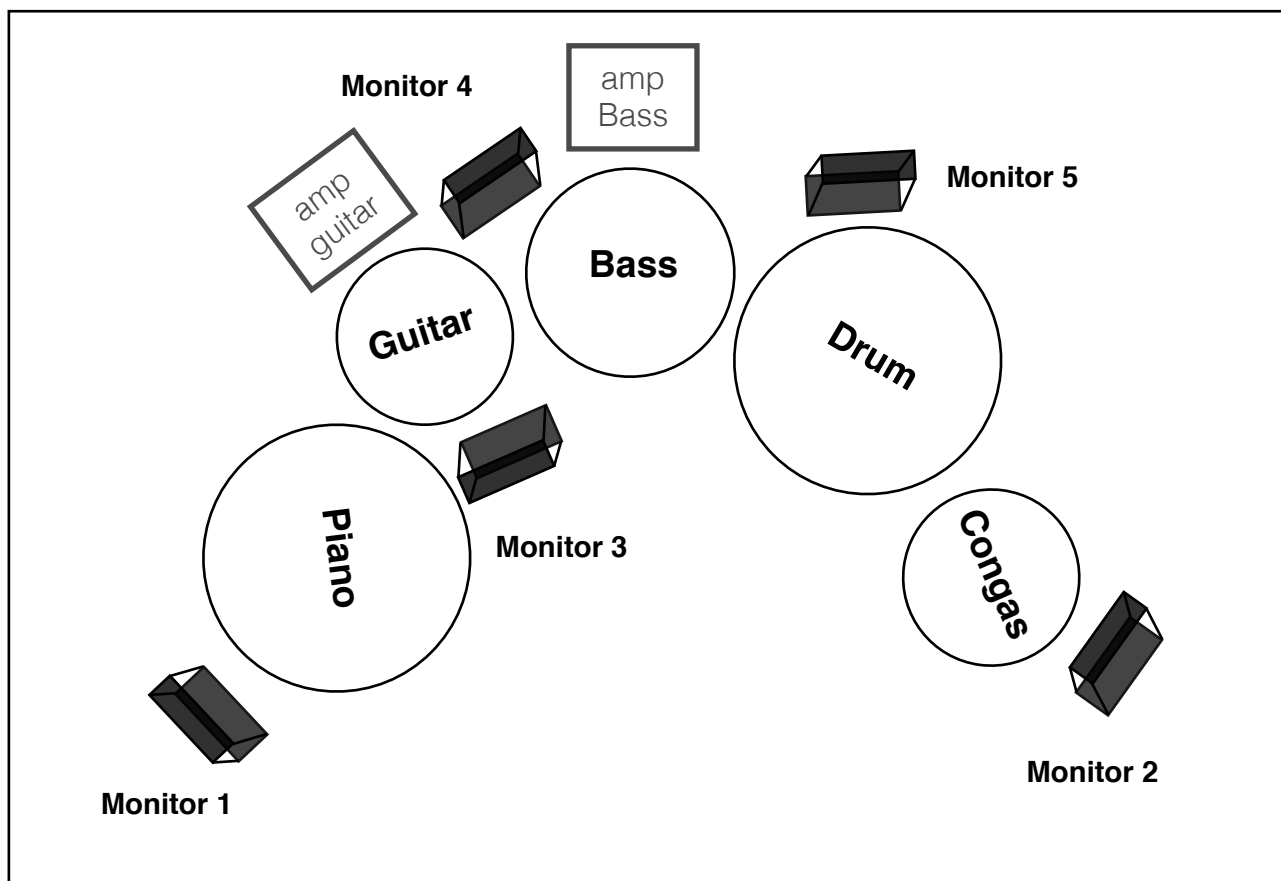 Monitor 4
amp
Bass
amp
guitar
Monitor 5
Bass
Guitar
Drum
Piano
Monitor 3
Congas
Monitor 2
Monitor 1